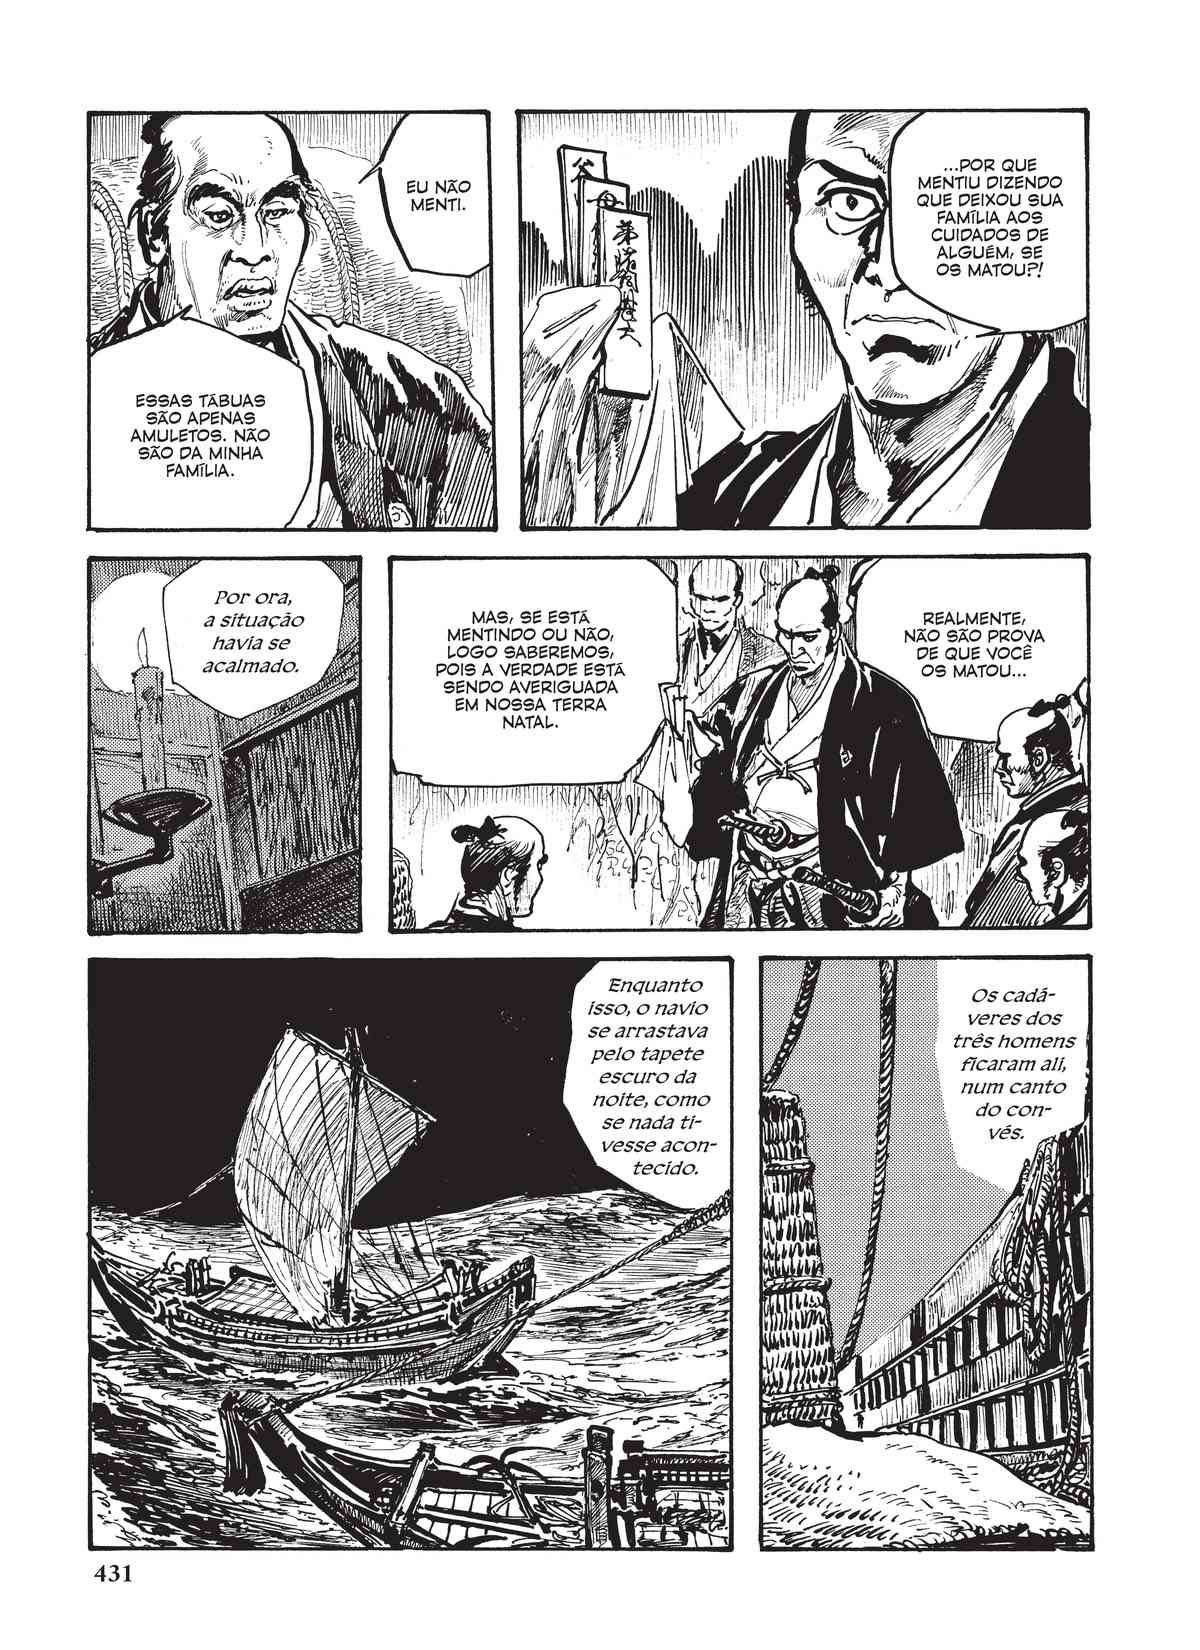 ...POR QUE
MENTIU DIZENDO
QUE DEIXOU SUA
FAMÍLIA AOS
CUIDADOS DE
ALGUÉM, SE
OS MATOU?!
EU NÃO
MENTI.
ESSAS TÁBUAS
SÃO APENAS
AMULETOS. NÃO
SÃO DA MINHA
FAMÍLIA.
REALMENTE,
NÃO SÃO PROVA
DE QUE VOCÊ
OS MATOU...
MAS, SE ESTÁ
MENTINDO OU NÃO,
LOGO SABEREMOS,
POIS A VERDADE ESTÁ
SENDO AVERIGUADA
EM NOSSA TERRA
NATAL.
Por ora,
a situação
havia se
acalmado.
Os cadá-
veres dos
três homens
ficaram ali,
num canto
do con-
vés.
Enquanto
isso, o navio
se arrastava
pelo tapete
escuro da
noite, como
se nada ti-
vesse acon-
tecido.
431